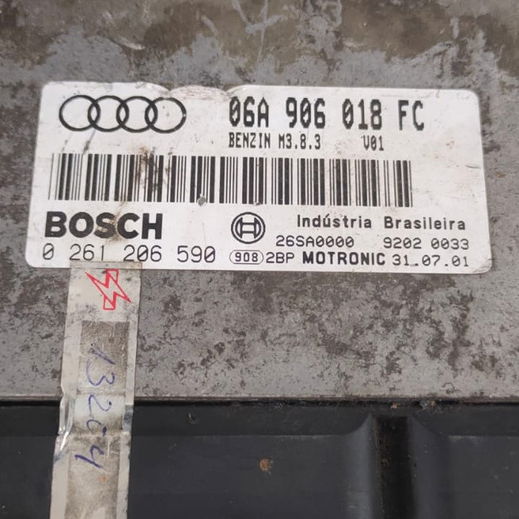 06A 906 018 FC
BENZIN M3.8.3 V01
BOSCH
Indústria Brasileira
26SA0000 9202 0033
0 261 206 590 908 2BP MOTRONIC 31.07.01
13204